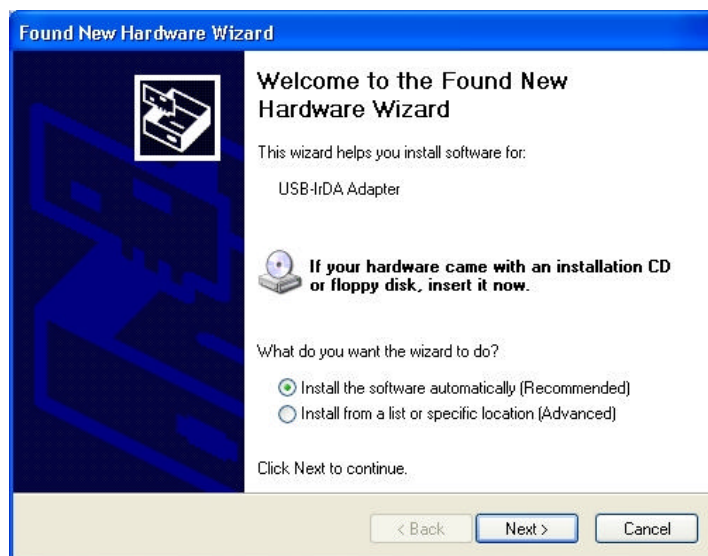 Found New Hardware Wizard
Welcome to the Found New
Hardware Wizard
This wizard helps you install software for:
USB-IrDA Adapter
If your hardware came with an installation CD
or floppy disk, insert it now.
What do you want the wizard to do?
Install the software automatically (Recommended)
Install from a list or specific location (Advanced)
Click Next to continue.
< Back Next > Cancel